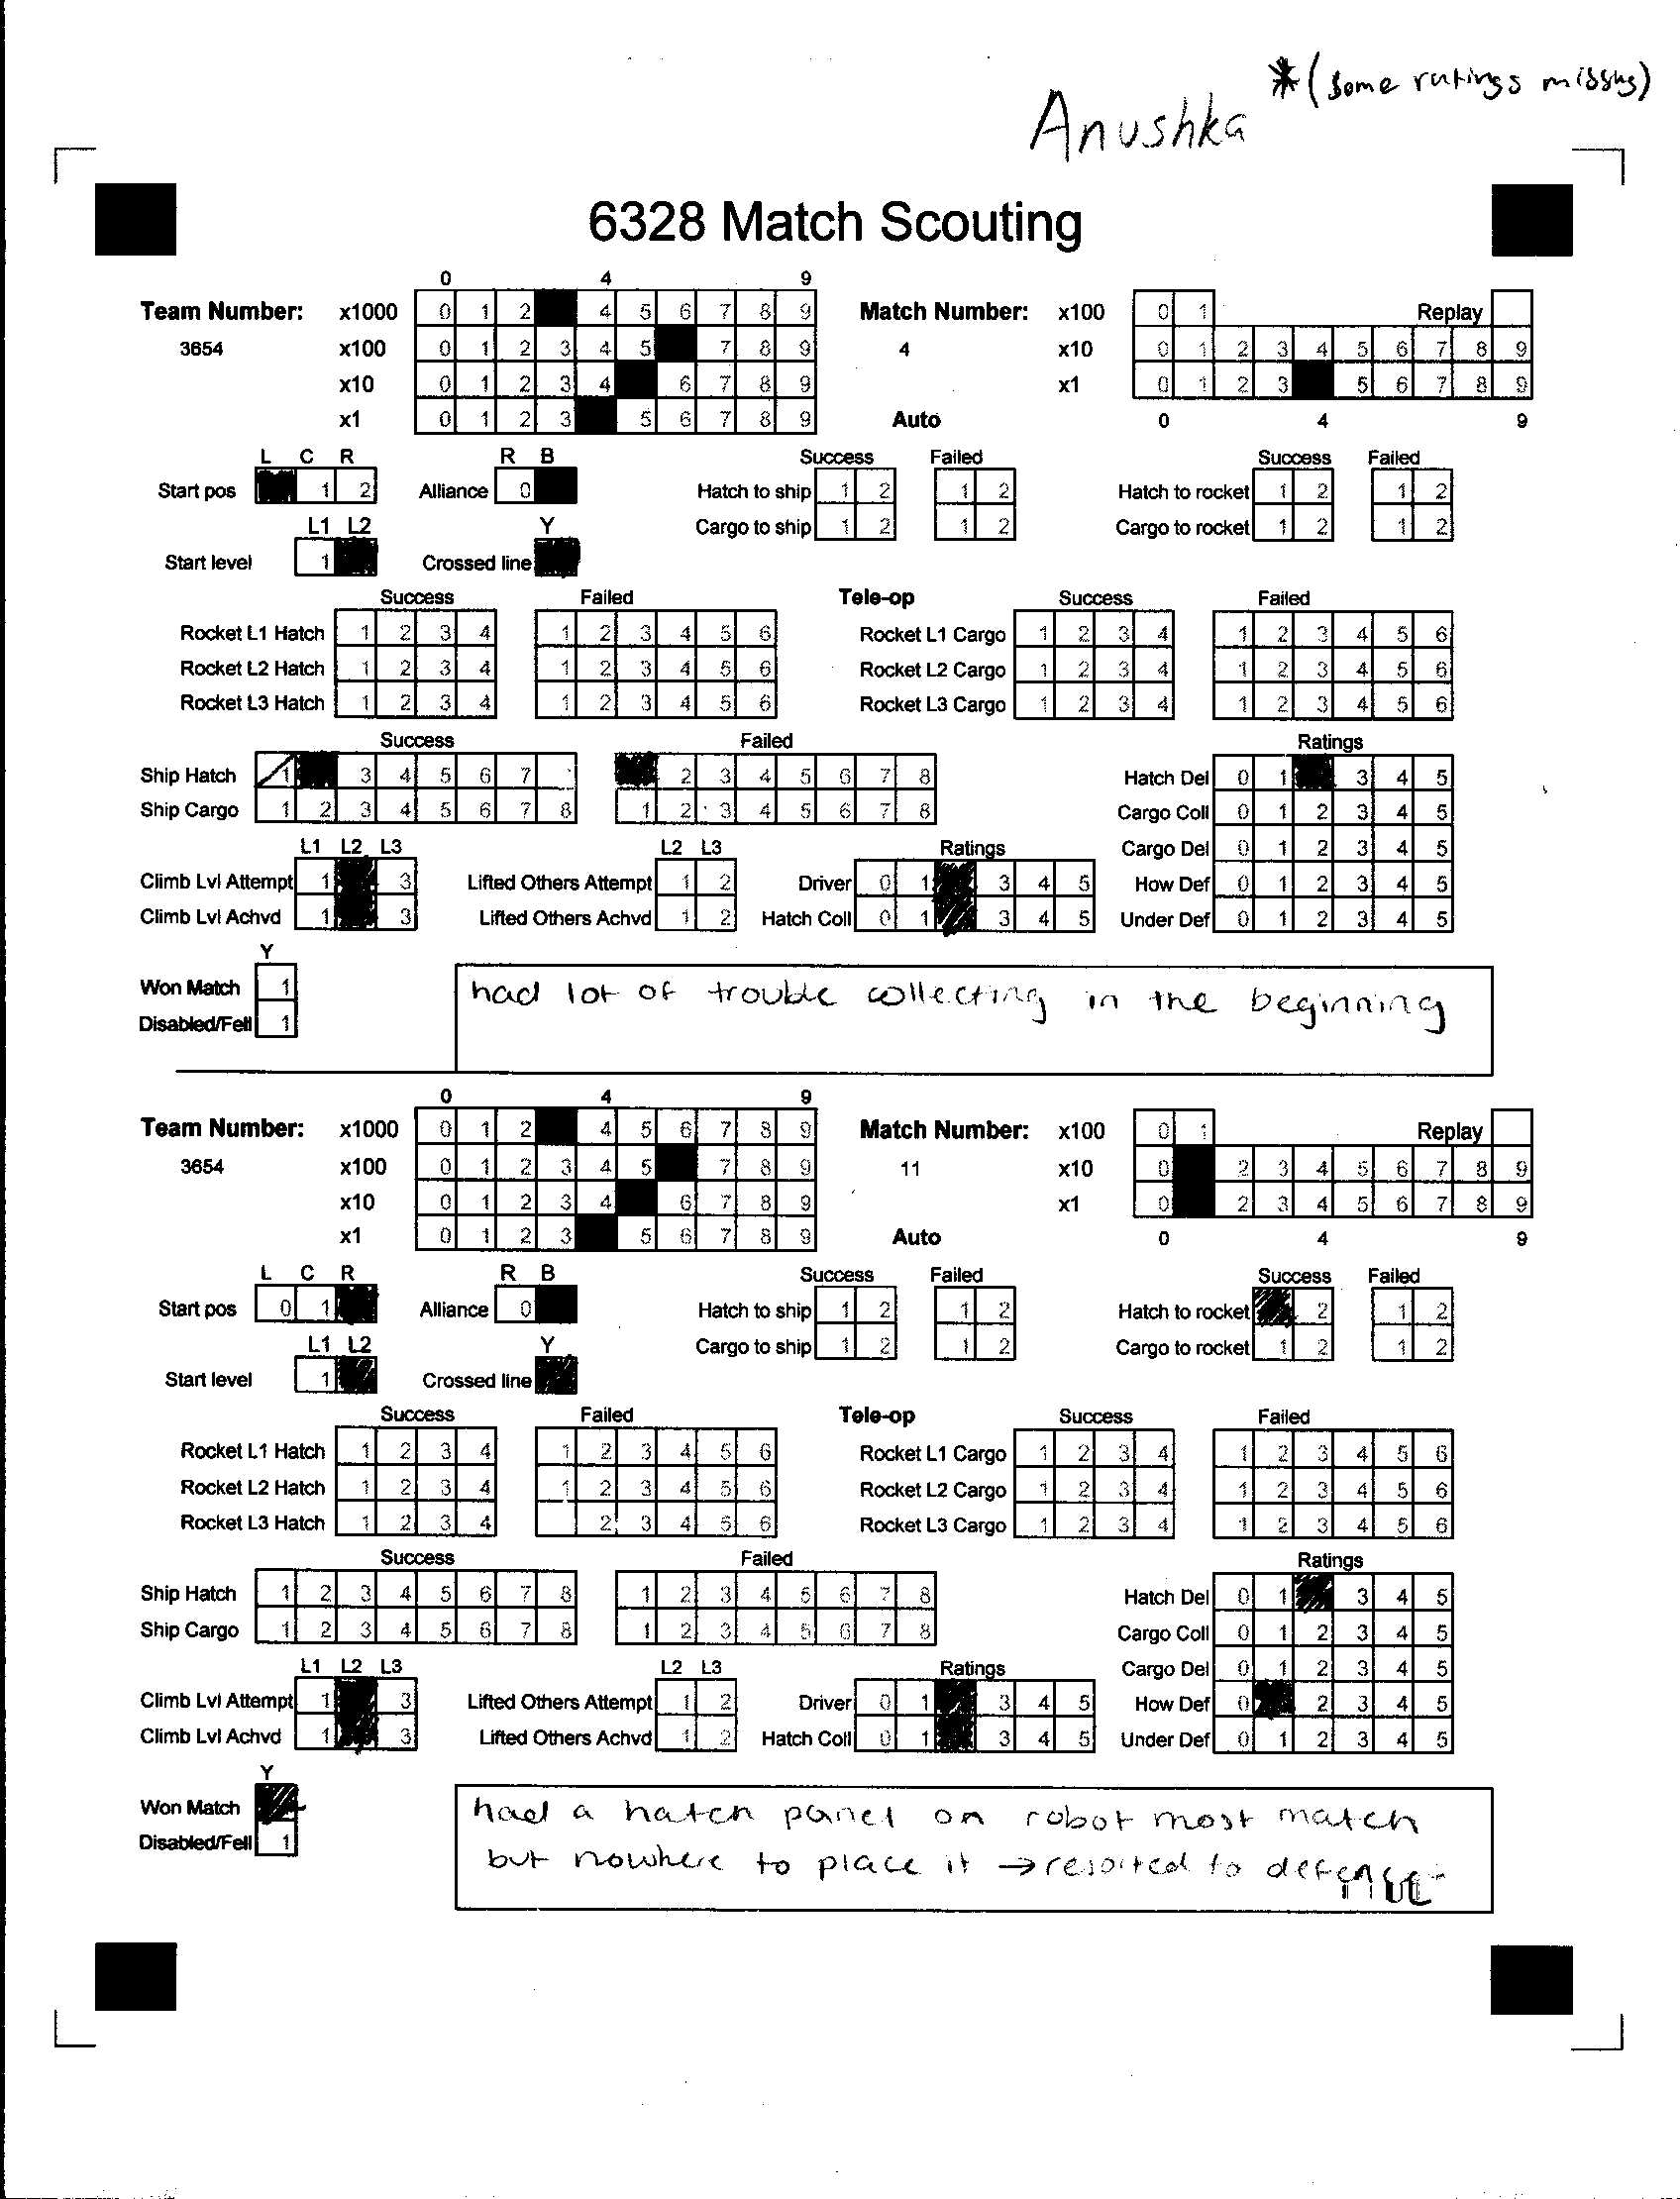 *(some ratings missing)
Anushka
6328 Match Scouting
0 4 9
Team Number: x1000 0 1 2 4 5 6 7 8 9 Match Number: x100 0 1 Replay
3654 x100 0 1 2 3 4 5 7 8 9 4 x10 0 1 2 3 4 5 6 7 8 9
x10 0 1 2 3 4 6 7 8 9 x1 0 1 2 3 5 6 7 8 9
x1 0 1 2 3 5 6 7 8 9 Auto 0 4 9
L C R R B Success Failed Success Failed
Start pos 1 2 Alliance 0 Hatch to ship 1 2 1 2 Hatch to rocket 1 2 1 2
L1 L2 Y Cargo to ship 1 2 1 2 Cargo to rocket 1 2 1 2
Start level 1 Crossed line
Success Failed Tele-op Success Failed
Rocket L1 Hatch 1 2 3 4 1 2 3 4 5 6 Rocket L1 Cargo 1 2 3 4 1 2 3 4 5 6
Rocket L2 Hatch 1 2 3 4 1 2 3 4 5 6 Rocket L2 Cargo 1 2 3 4 1 2 3 4 5 6
Rocket L3 Hatch 1 2 3 4 1 2 3 4 5 6 Rocket L3 Cargo 1 2 3 4 1 2 3 4 5 6
Success Failed Ratings
Ship Hatch 1 3 4 5 6 7 2 3 4 5 6 7 8 Hatch Del 0 1 3 4 5
Ship Cargo 1 2 3 4 5 6 7 8 1 2 3 4 5 6 7 8 Cargo Coll 0 1 2 3 4 5
L1 L2 L3 L2 L3 Ratings Cargo Del 0 1 2 3 4 5
Climb Lvl Attempt 1 3 Lifted Others Attempt 1 2 Driver 0 1 3 4 5 How Def 0 1 2 3 4 5
Climb Lvl Achvd 1 3 Lifted Others Achvd 1 2 Hatch Coll 0 1 3 4 5 Under Def 0 1 2 3 4 5
Y
Won Match 1 had lot of trouble collecting in the beginning
Disabled/Fell 1
0 4 9
Team Number: x1000 0 1 2 4 5 6 7 8 9 Match Number: x100 0 1 Replay
3654 x100 0 1 2 3 4 5 7 8 9 11 x10 0 2 3 4 5 6 7 8 9
x10 0 1 2 3 4 6 7 8 9 x1 0 2 3 4 5 6 7 8 9
x1 0 1 2 3 5 6 7 8 9 Auto 0 4 9
L C R R B Success Failed Success Failed
Start pos 0 1 Alliance 0 Hatch to ship 1 2 1 2 Hatch to rocket 2 1 2
L1 L2 Y Cargo to ship 1 2 1 2 Cargo to rocket 1 2 1 2
Start level 1 Crossed line
Success Failed Tele-op Success Failed
Rocket L1 Hatch 1 2 3 4 1 2 3 4 5 6 Rocket L1 Cargo 1 2 3 4 1 2 3 4 5 6
Rocket L2 Hatch 1 2 3 4 1 2 3 4 5 6 Rocket L2 Cargo 1 2 3 4 1 2 3 4 5 6
Rocket L3 Hatch 1 2 3 4 2 3 4 5 6 Rocket L3 Cargo 1 2 3 4 1 2 3 4 5 6
Success Failed Ratings
Ship Hatch 1 2 3 4 5 6 7 8 1 2 3 4 5 6 7 8 Hatch Del 0 1 3 4 5
Ship Cargo 1 2 3 4 5 6 7 8 1 2 3 4 5 6 7 8 Cargo Coll 0 1 2 3 4 5
L1 L2 L3 L2 L3 Ratings Cargo Del 0 1 2 3 4 5
Climb Lvl Attempt 1 3 Lifted Others Attempt 1 2 Driver 0 1 3 4 5 How Def 0 2 3 4 5
Climb Lvl Achvd 1 3 Lifted Others Achvd 1 2 Hatch Coll 0 1 3 4 5 Under Def 0 1 2 3 4 5
Y
Won Match had a hatch panel on robot most match
Disabled/Fell 1 but nowhere to place it → resorted to defense